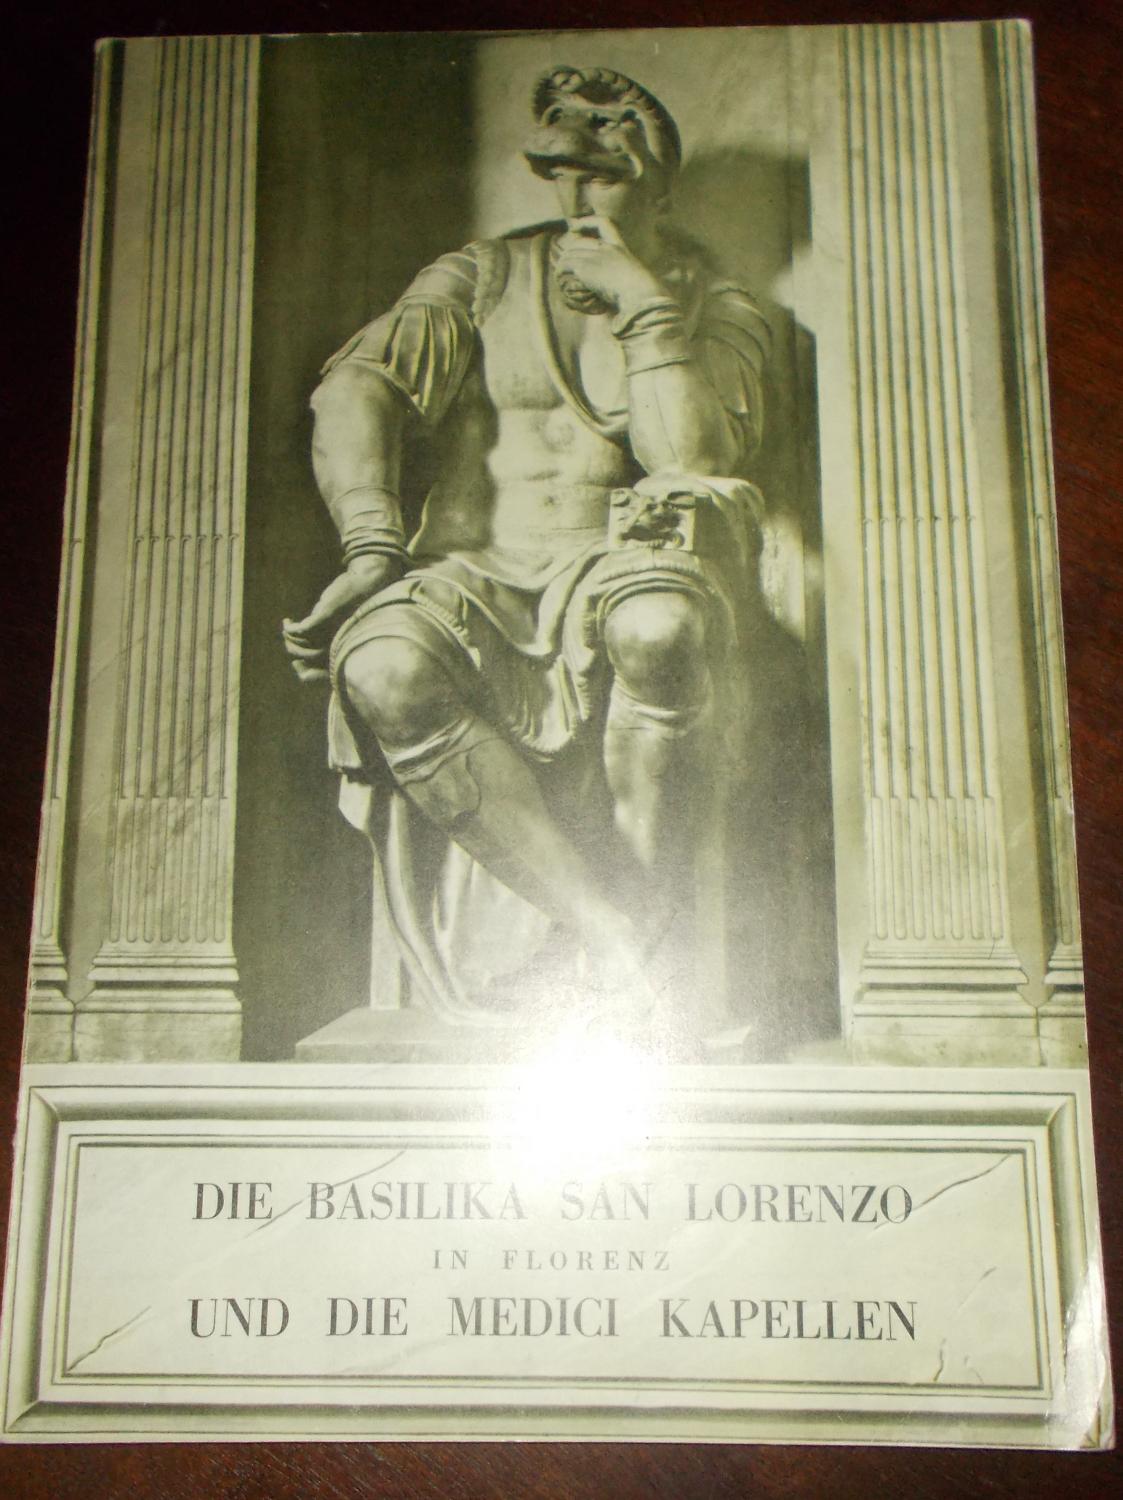 DIE BASILIKA SAN LORENZO
IN FLORENZ
UND DIE MEDICI KAPELLEN